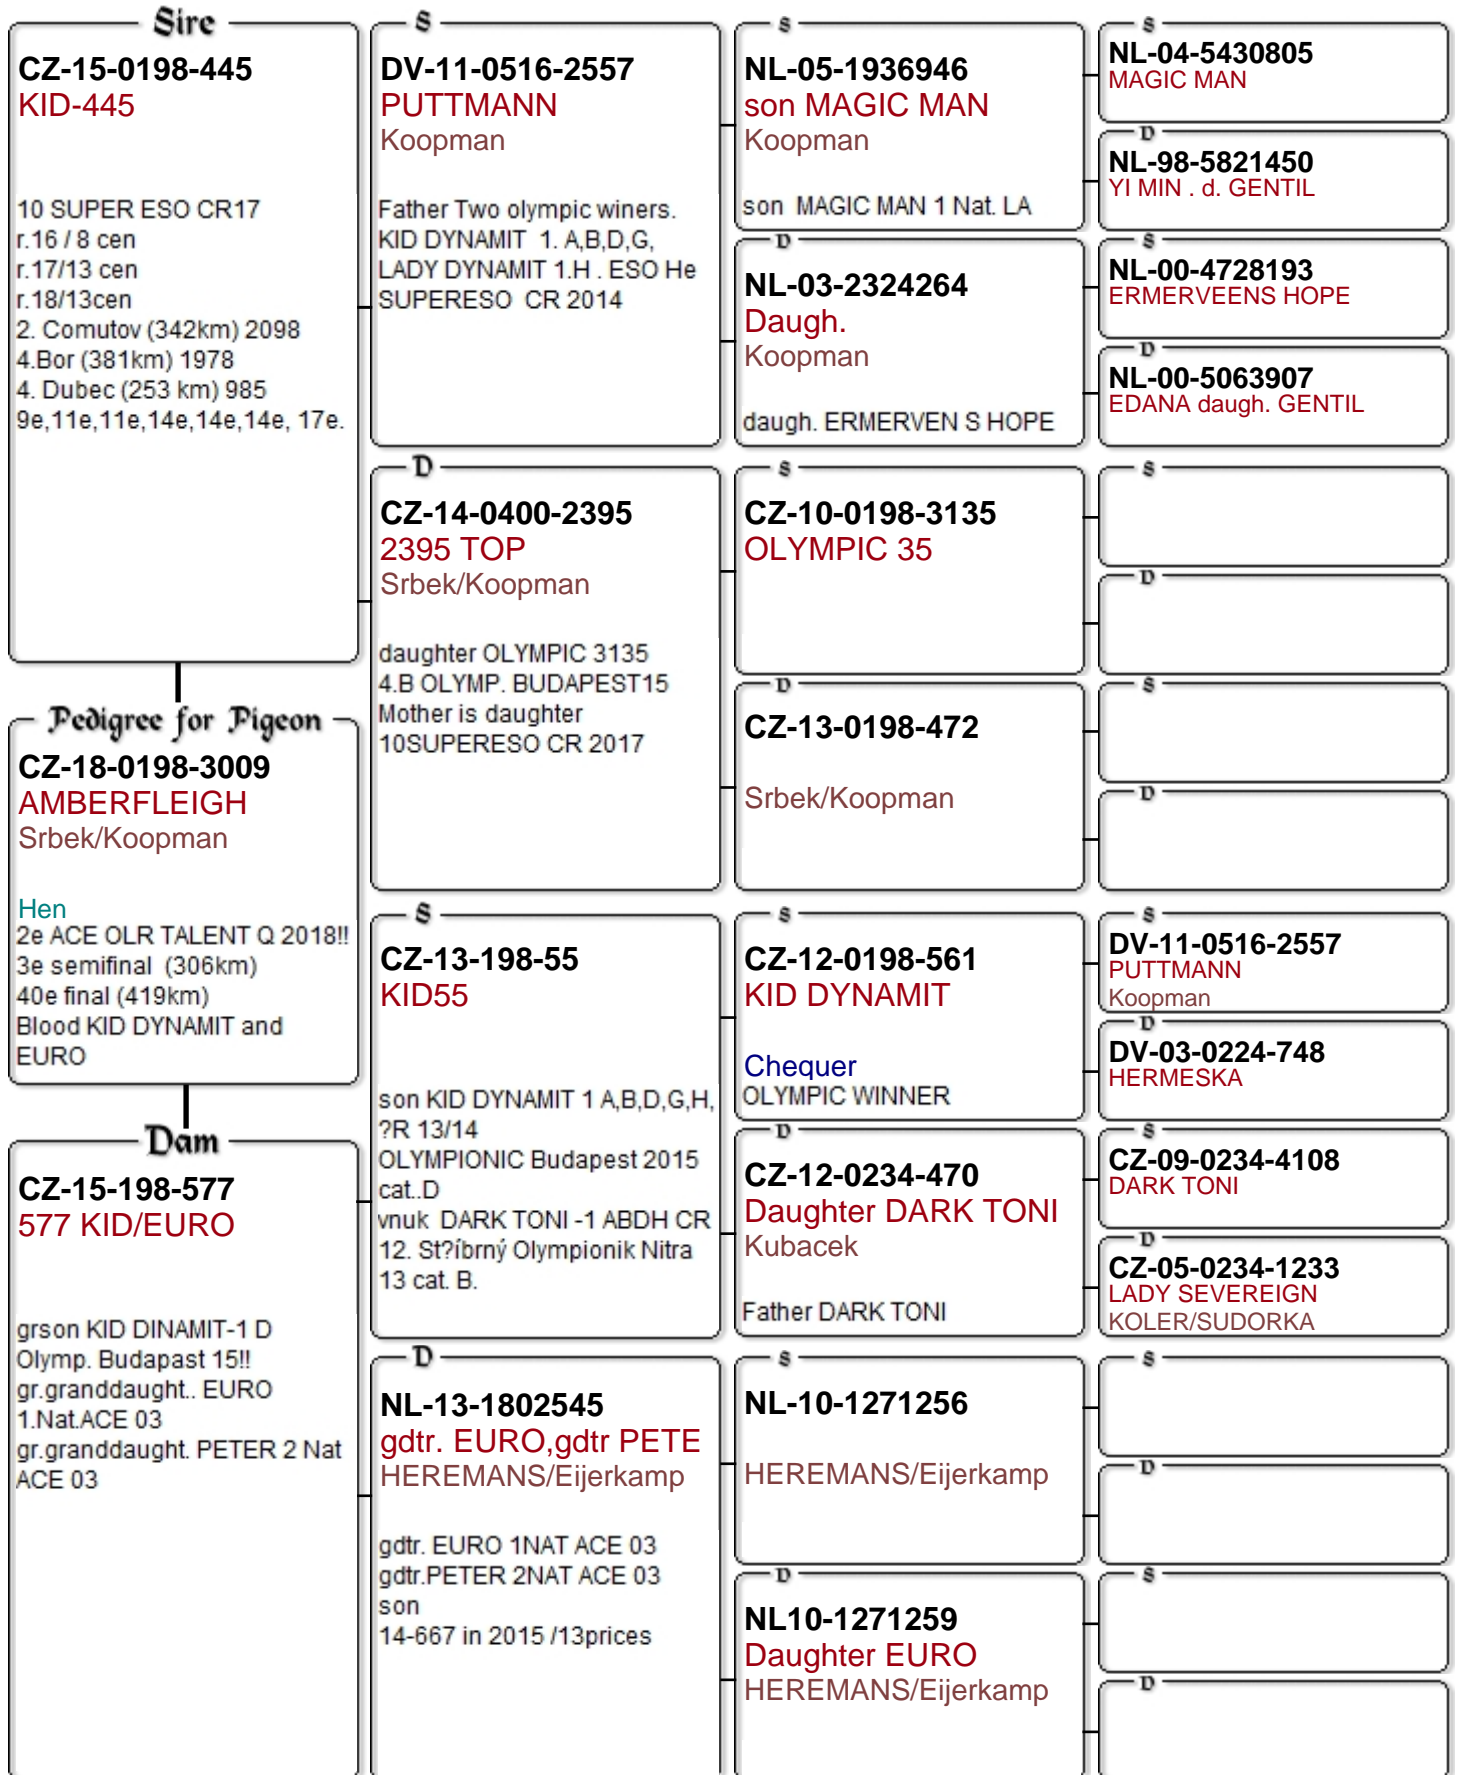 Sire
CZ-15-0198-445
KID-445
10 SUPER ESO CR17
r.16 / 8 cen
r.17/13 cen
r.18/13cen
2. Comutov (342km) 2098
4.Bor (381km) 1978
4. Dubec (253 km) 985
9e,11e,11e,14e,14e,14e, 17e.
Pedigree for Pigeon
CZ-18-0198-3009
AMBERFLEIGH
Srbek/Koopman
Hen
2e ACE OLR TALENT Q 2018!!
3e semifinal (306km)
40e final (419km)
Blood KID DYNAMIT and
EURO
Dam
CZ-15-198-577
577 KID/EURO
grson KID DINAMIT-1 D
Olymp. Budapast 15!!
gr.granddaught.. EURO
1.Nat.ACE 03
gr.granddaught. PETER 2 Nat
ACE 03
S
DV-11-0516-2557
PUTTMANN
Koopman
Father Two olympic winers.
KID DYNAMIT 1. A,B,D,G,
LADY DYNAMIT 1.H . ESO He
SUPERESO CR 2014
D
CZ-14-0400-2395
2395 TOP
Srbek/Koopman
daughter OLYMPIC 3135
4.B OLYMP. BUDAPEST15
Mother is daughter
10SUPERESO CR 2017
S
CZ-13-198-55
KID55
son KID DYNAMIT 1 A,B,D,G,H,
?R 13/14
OLYMPIONIC Budapest 2015
cat..D
vnuk DARK TONI -1 ABDH CR
12. St?íbrný Olympionik Nitra
13 cat. B.
D
NL-13-1802545
gdtr. EURO,gdtr PETE
HEREMANS/Eijerkamp
gdtr. EURO 1NAT ACE 03
gdtr.PETER 2NAT ACE 03
son
14-667 in 2015 /13prices
S
NL-05-1936946
son MAGIC MAN
Koopman
son MAGIC MAN 1 Nat. LA
D
NL-03-2324264
Daugh.
Koopman
daugh. ERMERVEN S HOPE
S
CZ-10-0198-3135
OLYMPIC 35
D
CZ-13-0198-472
Srbek/Koopman
S
CZ-12-0198-561
KID DYNAMIT
Chequer
OLYMPIC WINNER
D
CZ-12-0234-470
Daughter DARK TONI
Kubacek
Father DARK TONI
S
NL-10-1271256
HEREMANS/Eijerkamp
D
NL10-1271259
Daughter EURO
HEREMANS/Eijerkamp
S
NL-04-5430805
MAGIC MAN
D
NL-98-5821450
YI MIN . d. GENTIL
S
NL-00-4728193
ERMERVEENS HOPE
D
NL-00-5063907
EDANA daugh. GENTIL
S
D
S
D
S
DV-11-0516-2557
PUTTMANN
Koopman
D
DV-03-0224-748
HERMESKA
S
CZ-09-0234-4108
DARK TONI
D
CZ-05-0234-1233
LADY SEVEREIGN
KOLER/SUDORKA
S
D
S
D